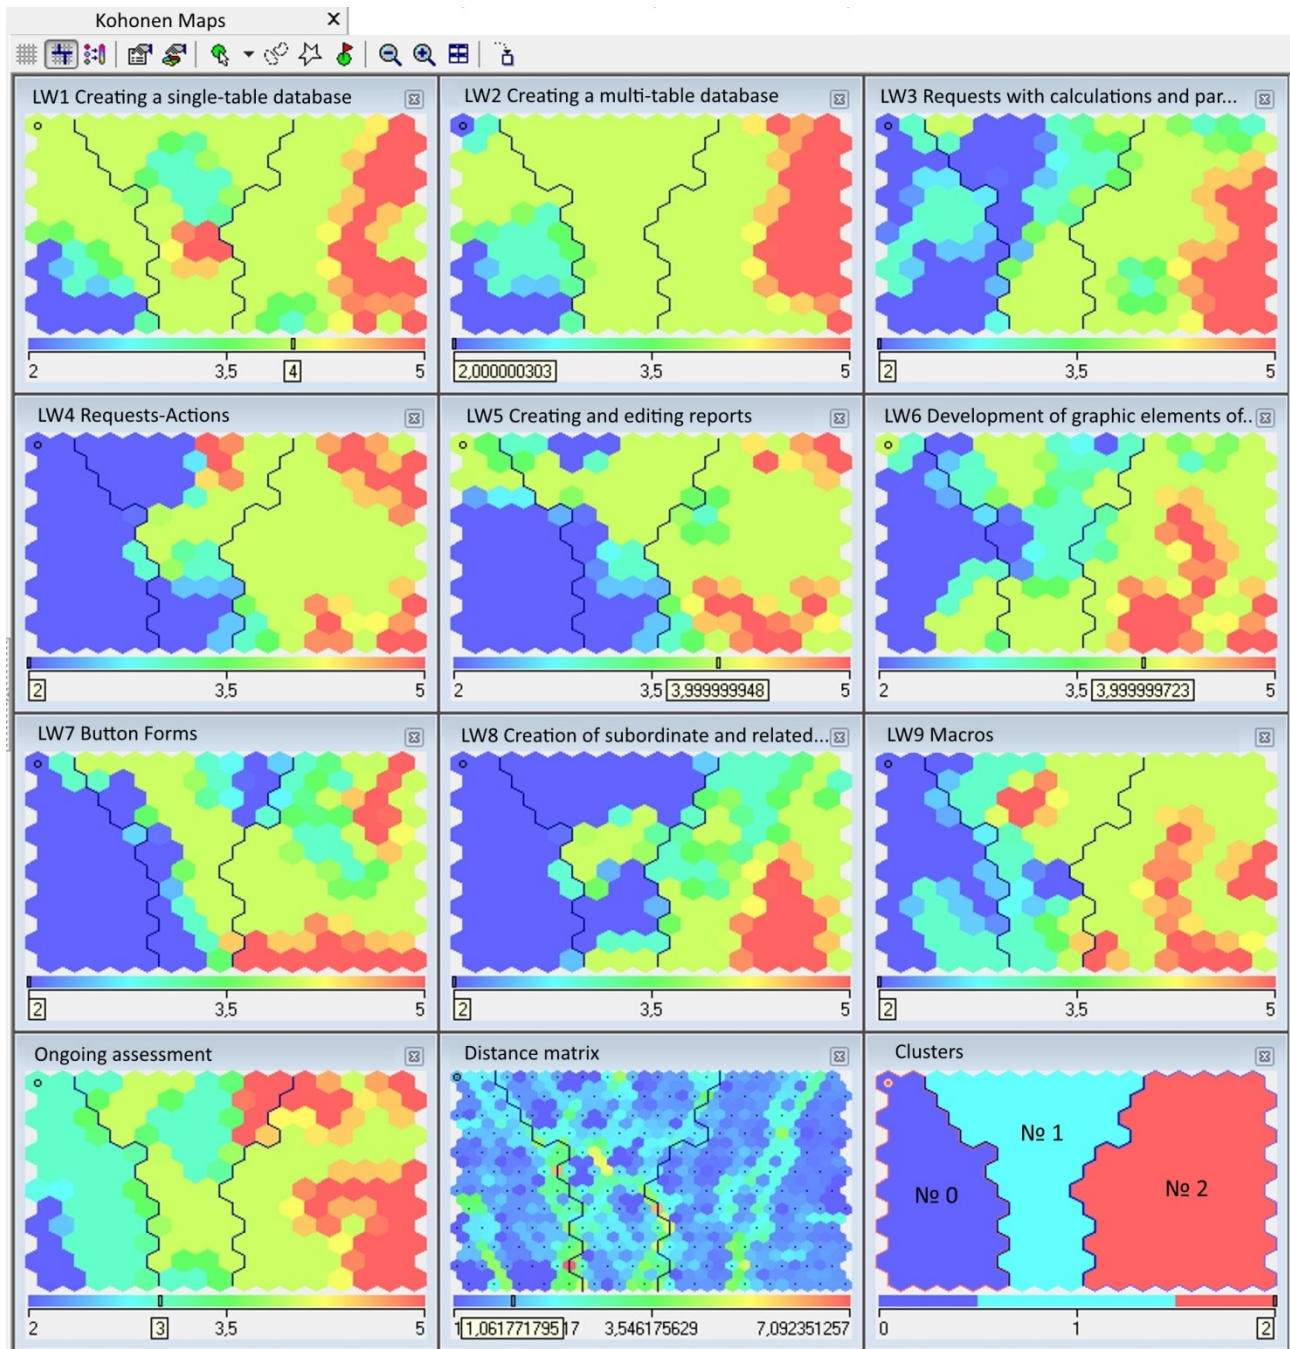 Kohonen Maps X
LW1 Creating a single-table database
LW2 Creating a multi-table database
LW3 Requests with calculations and par...
2 3,5 4 5
2,000000303 3,5 5
2 3,5 5
LW4 Requests-Actions
LW5 Creating and editing reports
LW6 Development of graphic elements of..
2 3,5 5
2 3,5 3,999999948 5
2 3,5 3,999999723 5
LW7 Button Forms
LW8 Creation of subordinate and related...
LW9 Macros
2 3,5 5
2 3,5 5
2 3,5 5
Ongoing assessment
Distance matrix
Clusters
№ 0
№ 1
№ 2
2 3 3,5 5
1,061771795 17 3,546175629 7,092351257
0 1 2